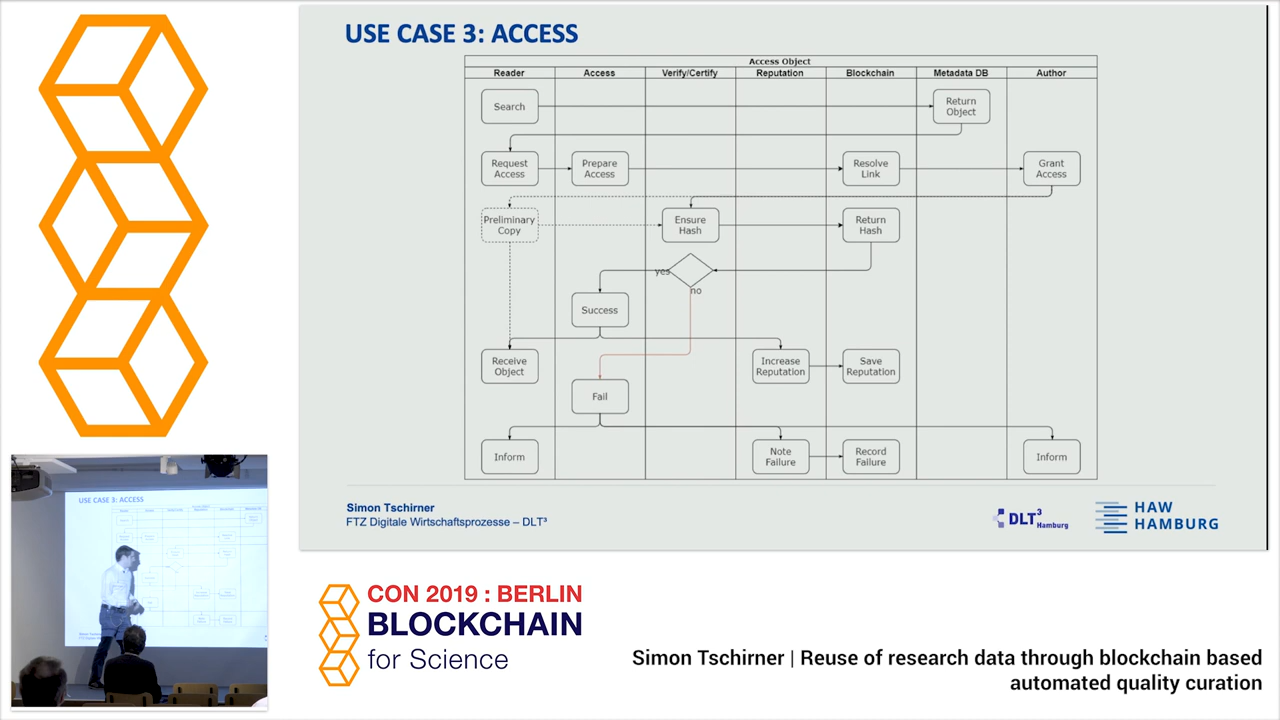 USE CASE 3: ACCESS
Access Object
Reader
Access
Verify/Certify
Reputation
Blockchain
Metadata DB
Author
Search
Return
Object
Request
Access
Prepare
Access
Resolve
Link
Grant
Access
Preliminary
Copy
Ensure
Hash
Return
Hash
yes
no
Success
Receive
Object
Increase
Reputation
Save
Reputation
Fail
Inform
Note
Failure
Record
Failure
Inform
Simon Tschirner
FTZ Digitale Wirtschaftsprozesse – DLT³
DLT³
Hamburg
HAW
HAMBURG
USE CASE 3: ACCESS
CON 2019 : BERLIN
BLOCKCHAIN
for Science
Simon Tschirner | Reuse of research data through blockchain based
automated quality curation